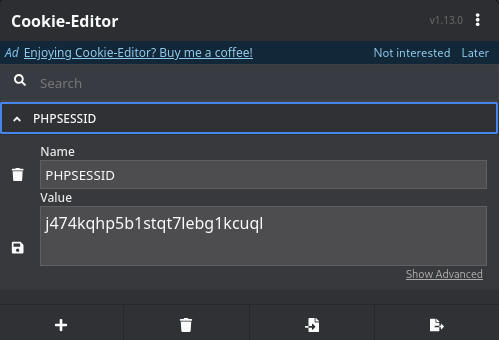 Cookie-Editor
v1.13.0
Ad Enjoying Cookie-Editor? Buy me a coffee! Not interested Later
Search
PHPSESSID
Name
PHPSESSID
Value
j474kqhp5b1stqt7lebg1kcuql
Show Advanced